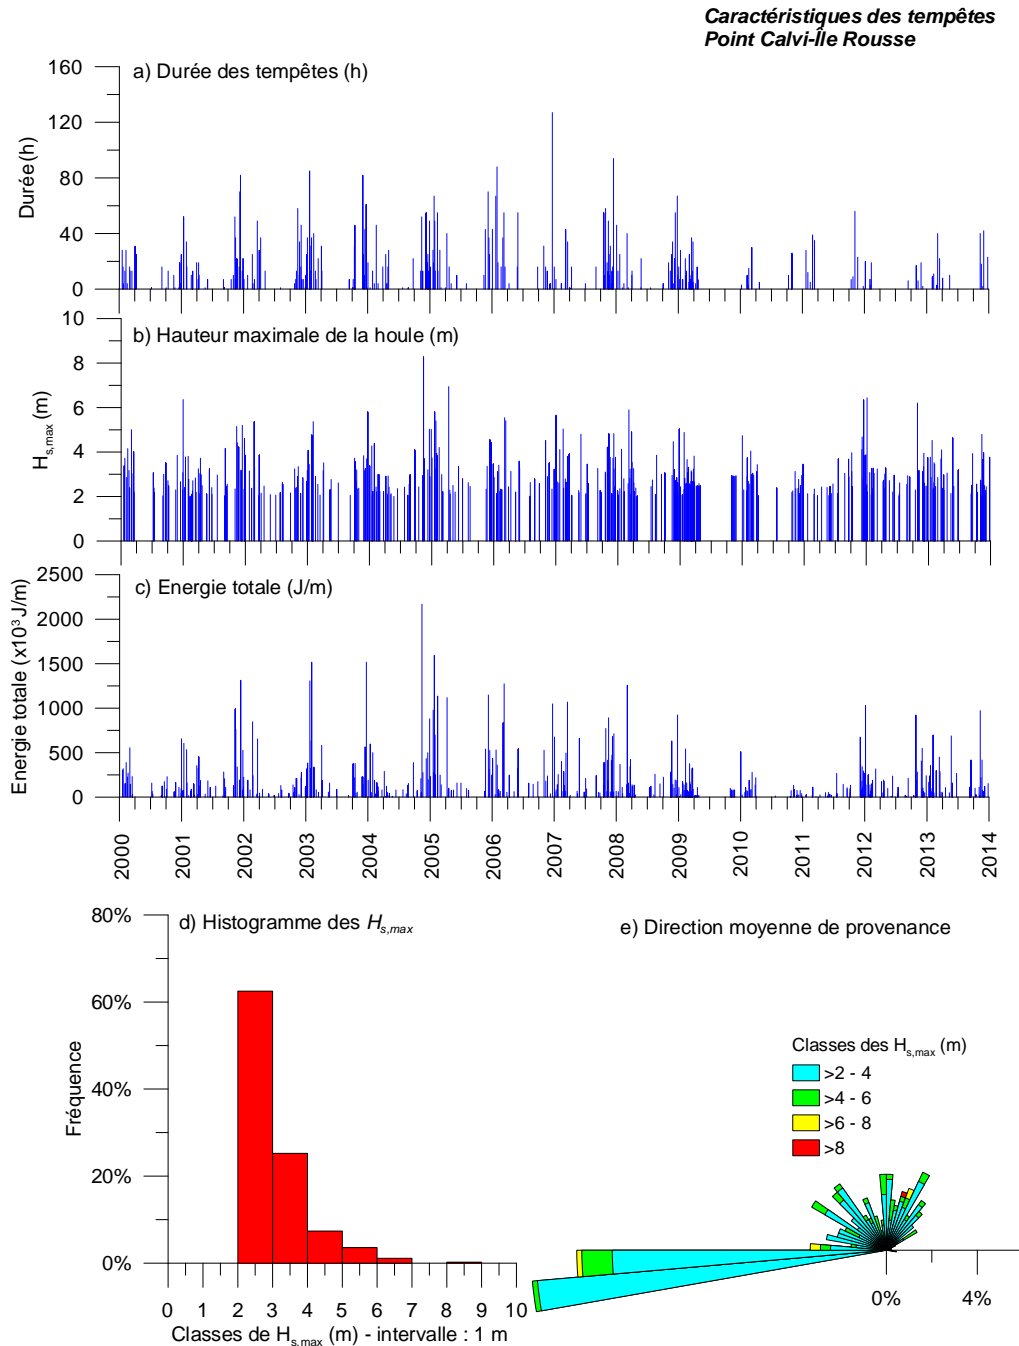 Caractéristiques des tempêtes
Point Calvi-Île Rousse
a) Durée des tempêtes (h)
Durée (h)
160
120
80
40
0
b) Hauteur maximale de la houle (m)
Hs,max (m)
10
8
6
4
2
0
c) Energie totale (J/m)
Energie totale (x10³ J/m)
2500
2000
1500
1000
500
0
2000 2001 2002 2003 2004 2005 2006 2007 2008 2009 2010 2011 2012 2013 2014
d) Histogramme des Hs,max
Fréquence
80%
60%
40%
20%
0%
0 1 2 3 4 5 6 7 8 9 10
Classes de Hs,max (m) - intervalle : 1 m
e) Direction moyenne de provenance
Classes des Hs,max (m)
>2 - 4
>4 - 6
>6 - 8
>8
0% 4%